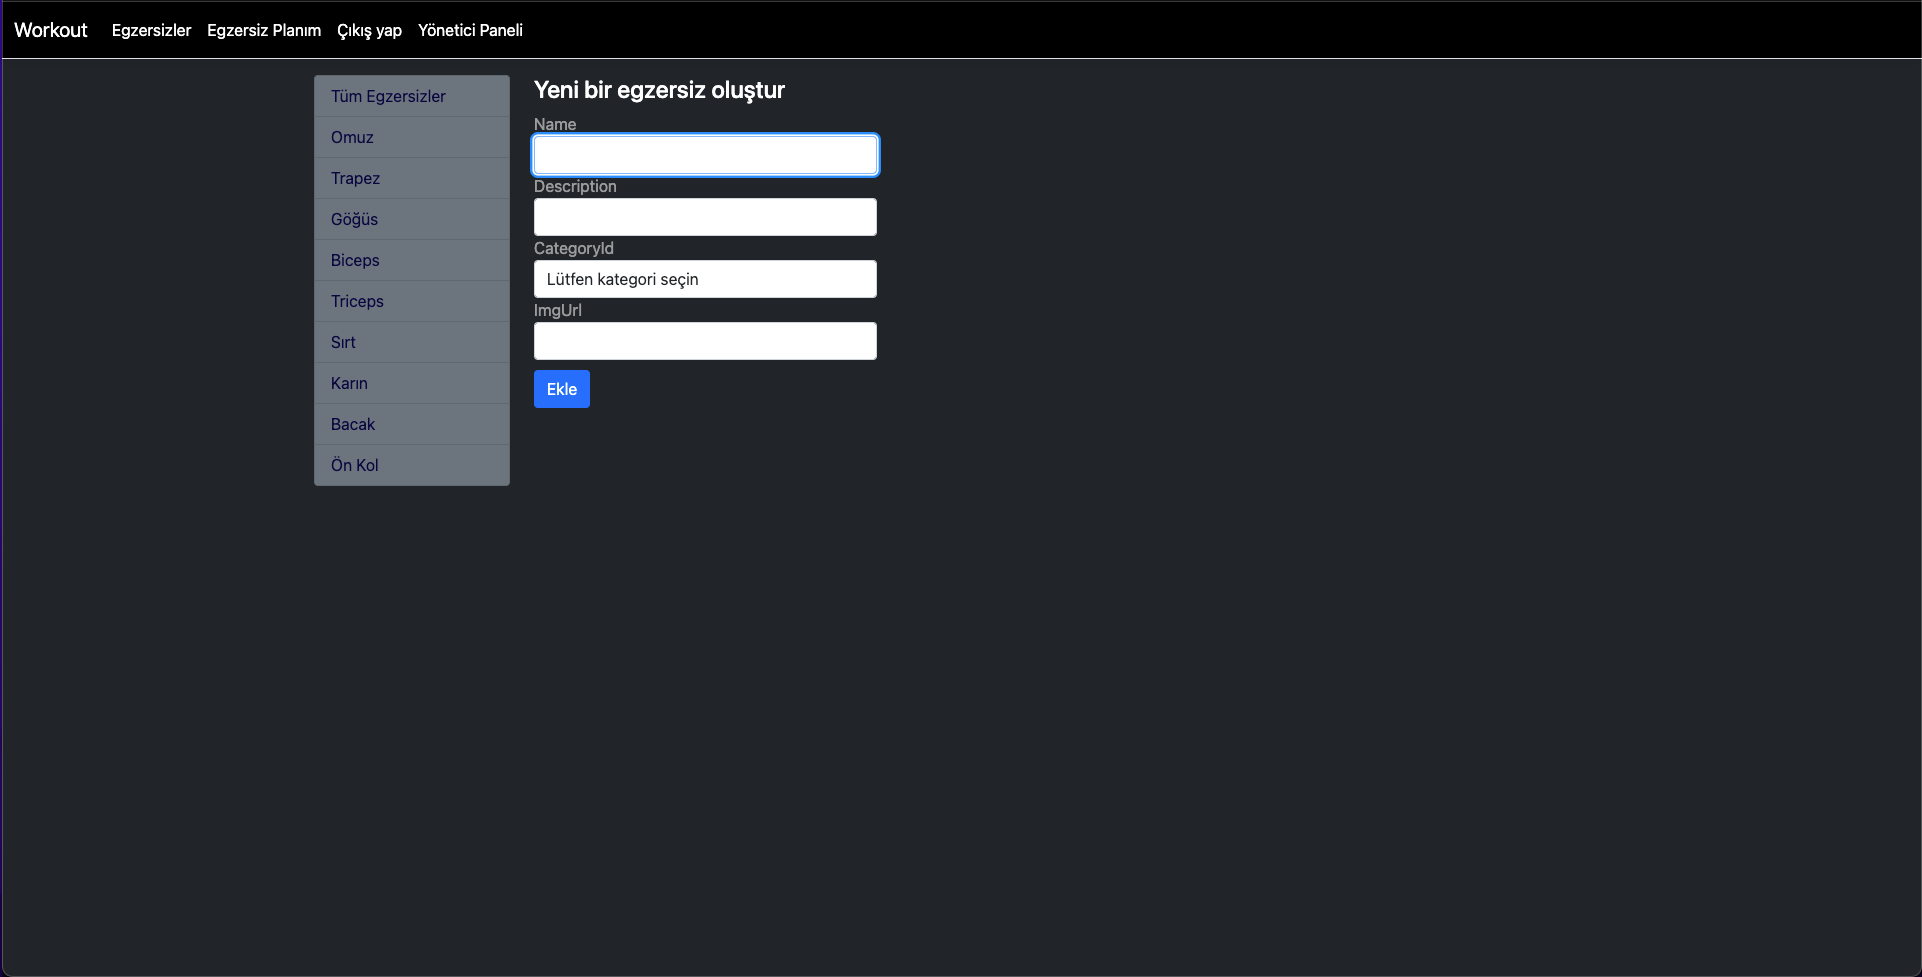 Workout Egzersizler Egzersiz Planım Çıkış yap Yönetici Paneli
Tüm Egzersizler
Omuz
Trapez
Göğüs
Biceps
Triceps
Sırt
Karın
Bacak
Ön Kol
Yeni bir egzersiz oluştur
Name
Description
CategoryId
Lütfen kategori seçin
ImgUrl
Ekle